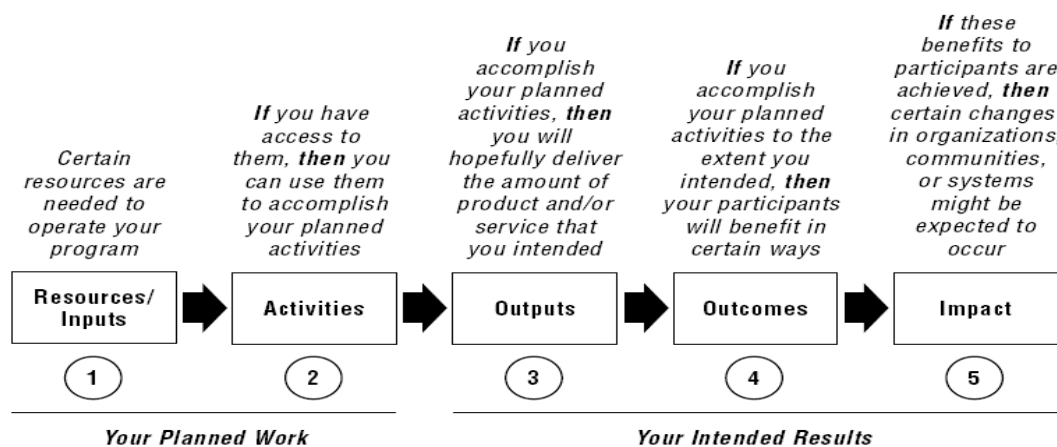 Certain
resources are
needed to
operate your
program
If you have
access to
them, then you
can use them
to accomplish
your planned
activities
If you
accomplish
your planned
activities, then
you will
hopefully deliver
the amount of
product and/or
service that
you intended
If you
accomplish
your planned
activities to the
extent you
intended, then
your participants
will benefit in
certain ways
If these
benefits to
participants are
achieved, then
certain changes
in organizations,
communities,
or systems
might be
expected to
occur
Resources/
Inputs
Activities
Outputs
Outcomes
Impact
1
2
3
4
5
Your Planned Work
Your Intended Results